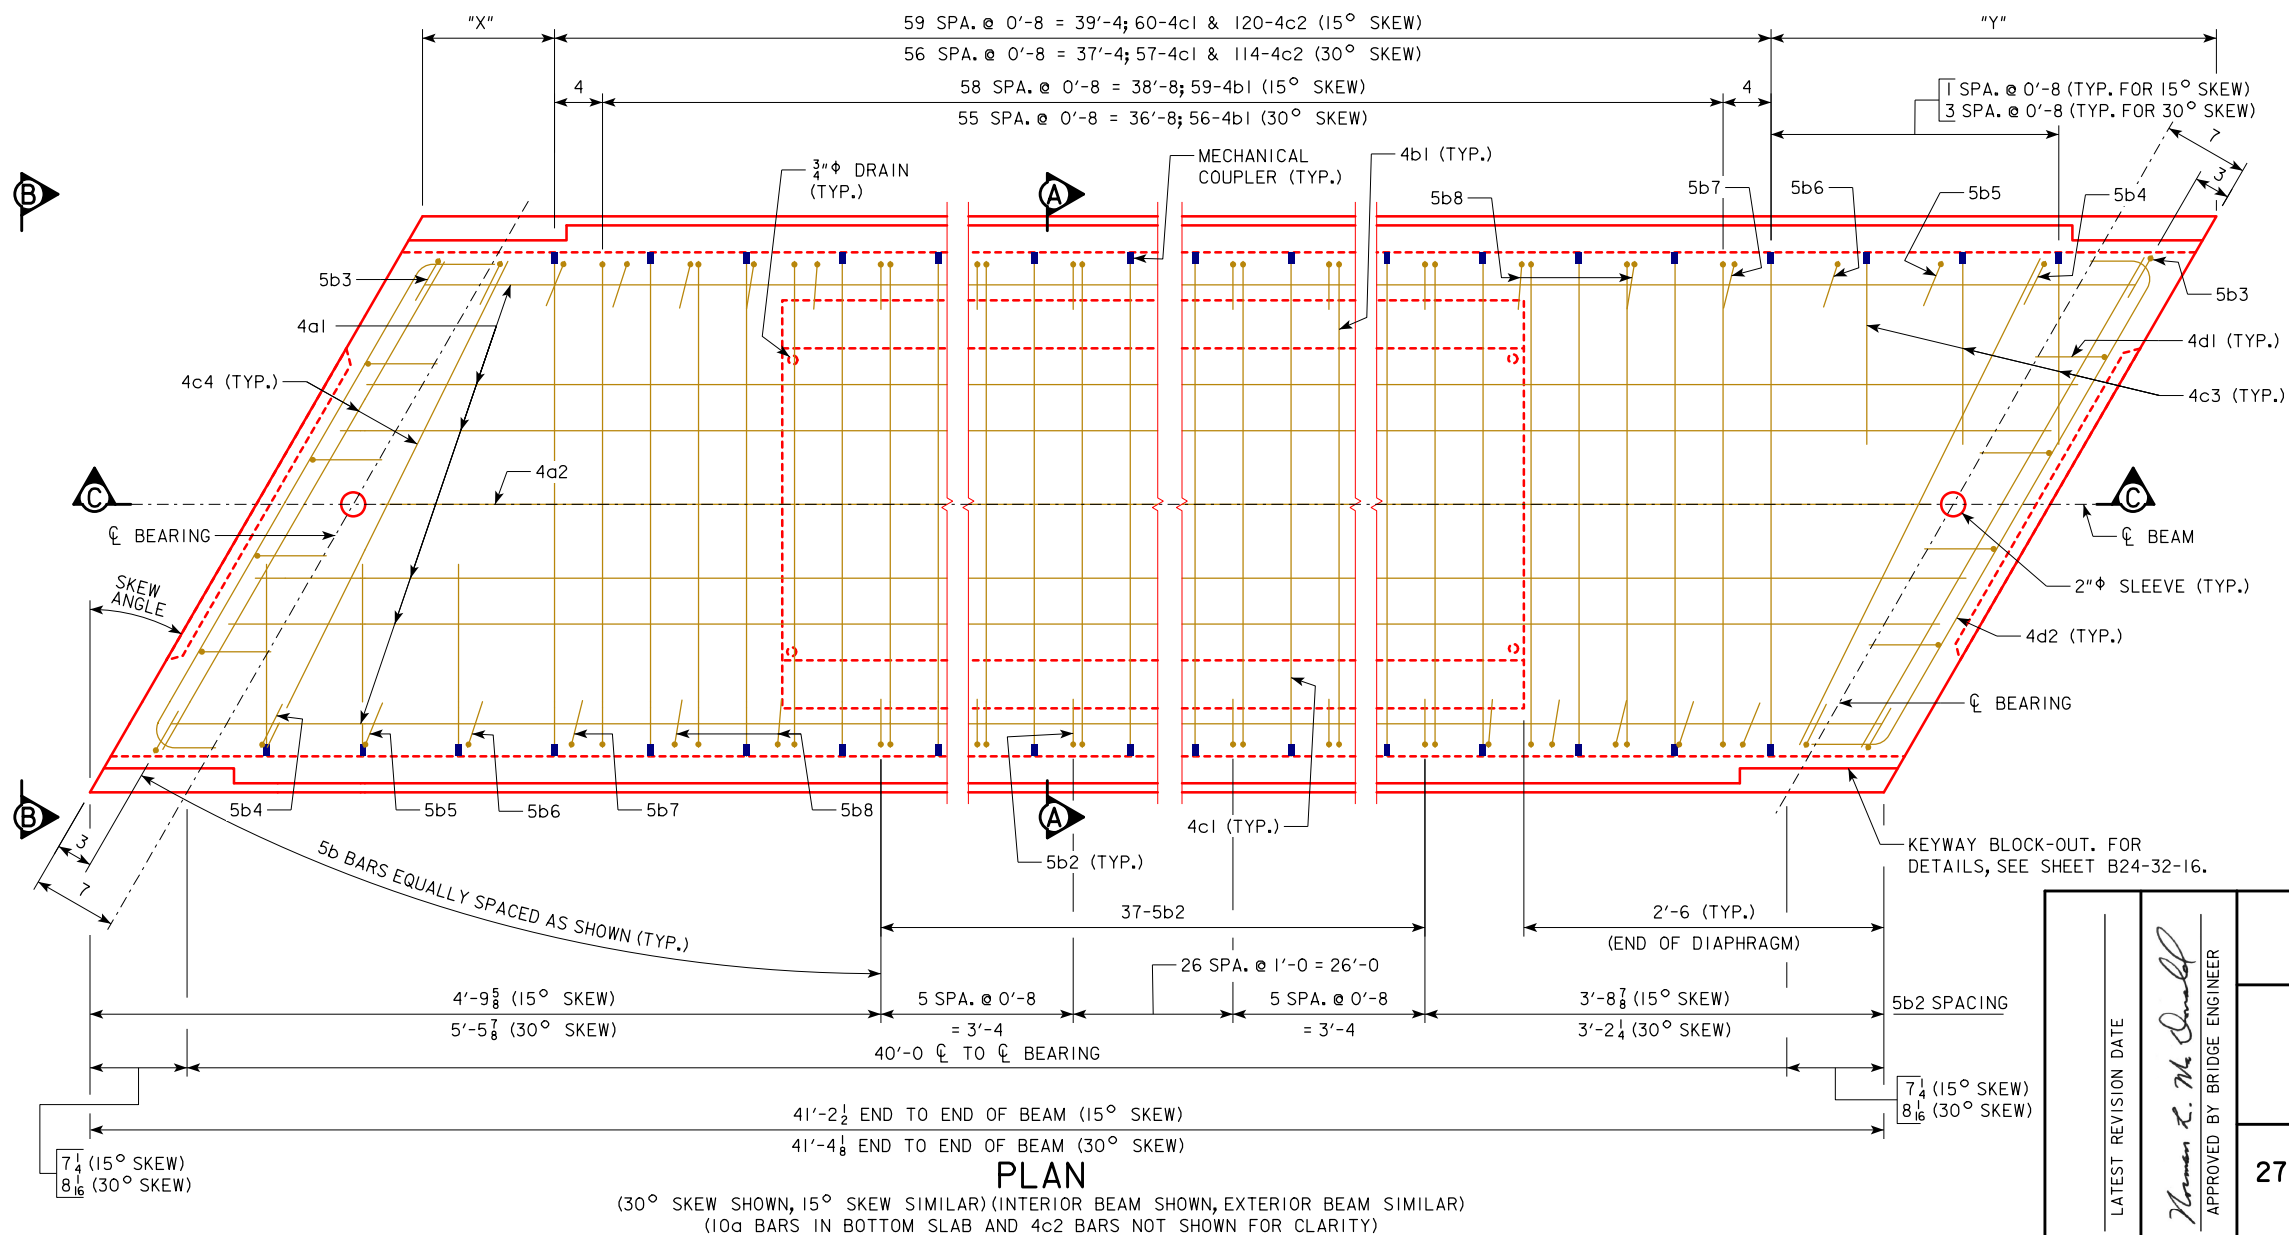 "X"
59 SPA. @ 0'-8 = 39'-4; 60-4c1 & 120-4c2 (15° SKEW)
56 SPA. @ 0'-8 = 37'-4; 57-4c1 & 114-4c2 (30° SKEW)
"Y"
4
58 SPA. @ 0'-8 = 38'-8; 59-4b1 (15° SKEW)
55 SPA. @ 0'-8 = 36'-8; 56-4b1 (30° SKEW)
4
1 SPA. @ 0'-8 (TYP. FOR 15° SKEW)
3 SPA. @ 0'-8 (TYP. FOR 30° SKEW)
7
3
3/4"φ DRAIN
(TYP.)
MECHANICAL
COUPLER (TYP.)
4b1 (TYP.)
B
A
5b8
5b7
5b6
5b5
5b4
5b3
5b3
4a1
4d1 (TYP.)
4c4 (TYP.)
4c3 (TYP.)
4a2
C
C
℄ BEARING
℄ BEAM
SKEW
ANGLE
2"φ SLEEVE (TYP.)
4d2 (TYP.)
℄ BEARING
5b4
5b5
5b6
5b7
5b8
B
A
4c1 (TYP.)
5b2 (TYP.)
KEYWAY BLOCK-OUT. FOR
DETAILS, SEE SHEET B24-32-16.
3
7
5b BARS EQUALLY SPACED AS SHOWN (TYP.)
37-5b2
2'-6 (TYP.)
(END OF DIAPHRAGM)
26 SPA. @ 1'-0 = 26'-0
4'-9 5/8 (15° SKEW)
5'-5 7/8 (30° SKEW)
5 SPA. @ 0'-8
= 3'-4
5 SPA. @ 0'-8
= 3'-4
3'-8 7/8 (15° SKEW)
3'-2 1/4 (30° SKEW)
5b2 SPACING
40'-0 ℄ TO ℄ BEARING
7 1/4 (15° SKEW)
8 1/16 (30° SKEW)
41'-2 1/2 END TO END OF BEAM (15° SKEW)
41'-4 1/8 END TO END OF BEAM (30° SKEW)
7 1/4 (15° SKEW)
8 1/16 (30° SKEW)
PLAN
(30° SKEW SHOWN, 15° SKEW SIMILAR) (INTERIOR BEAM SHOWN, EXTERIOR BEAM SIMILAR)
(10a BARS IN BOTTOM SLAB AND 4c2 BARS NOT SHOWN FOR CLARITY)
LATEST REVISION DATE
Norman L. McDonald
APPROVED BY BRIDGE ENGINEER
27